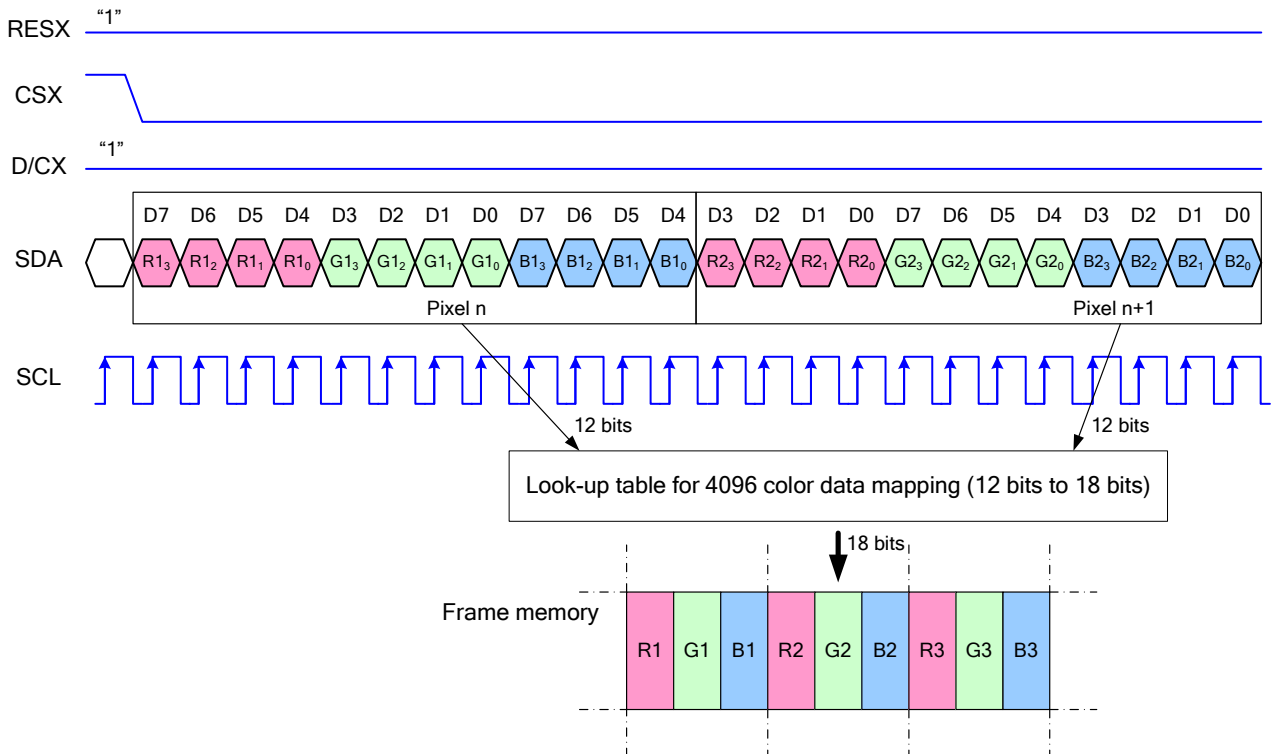 RESX “1”
CSX
D/CX “1”
D7 D6 D5 D4 D3 D2 D1 D0 D7 D6 D5 D4 D3 D2 D1 D0 D7 D6 D5 D4 D3 D2 D1 D0
SDA R1₃ R1₂ R1₁ R1₀ G1₃ G1₂ G1₁ G1₀ B1₃ B1₂ B1₁ B1₀ R2₃ R2₂ R2₁ R2₀ G2₃ G2₂ G2₁ G2₀ B2₃ B2₂ B2₁ B2₀
Pixel n Pixel n+1
SCL
12 bits 12 bits
Look-up table for 4096 color data mapping (12 bits to 18 bits)
18 bits
Frame memory
R1 G1 B1 R2 G2 B2 R3 G3 B3